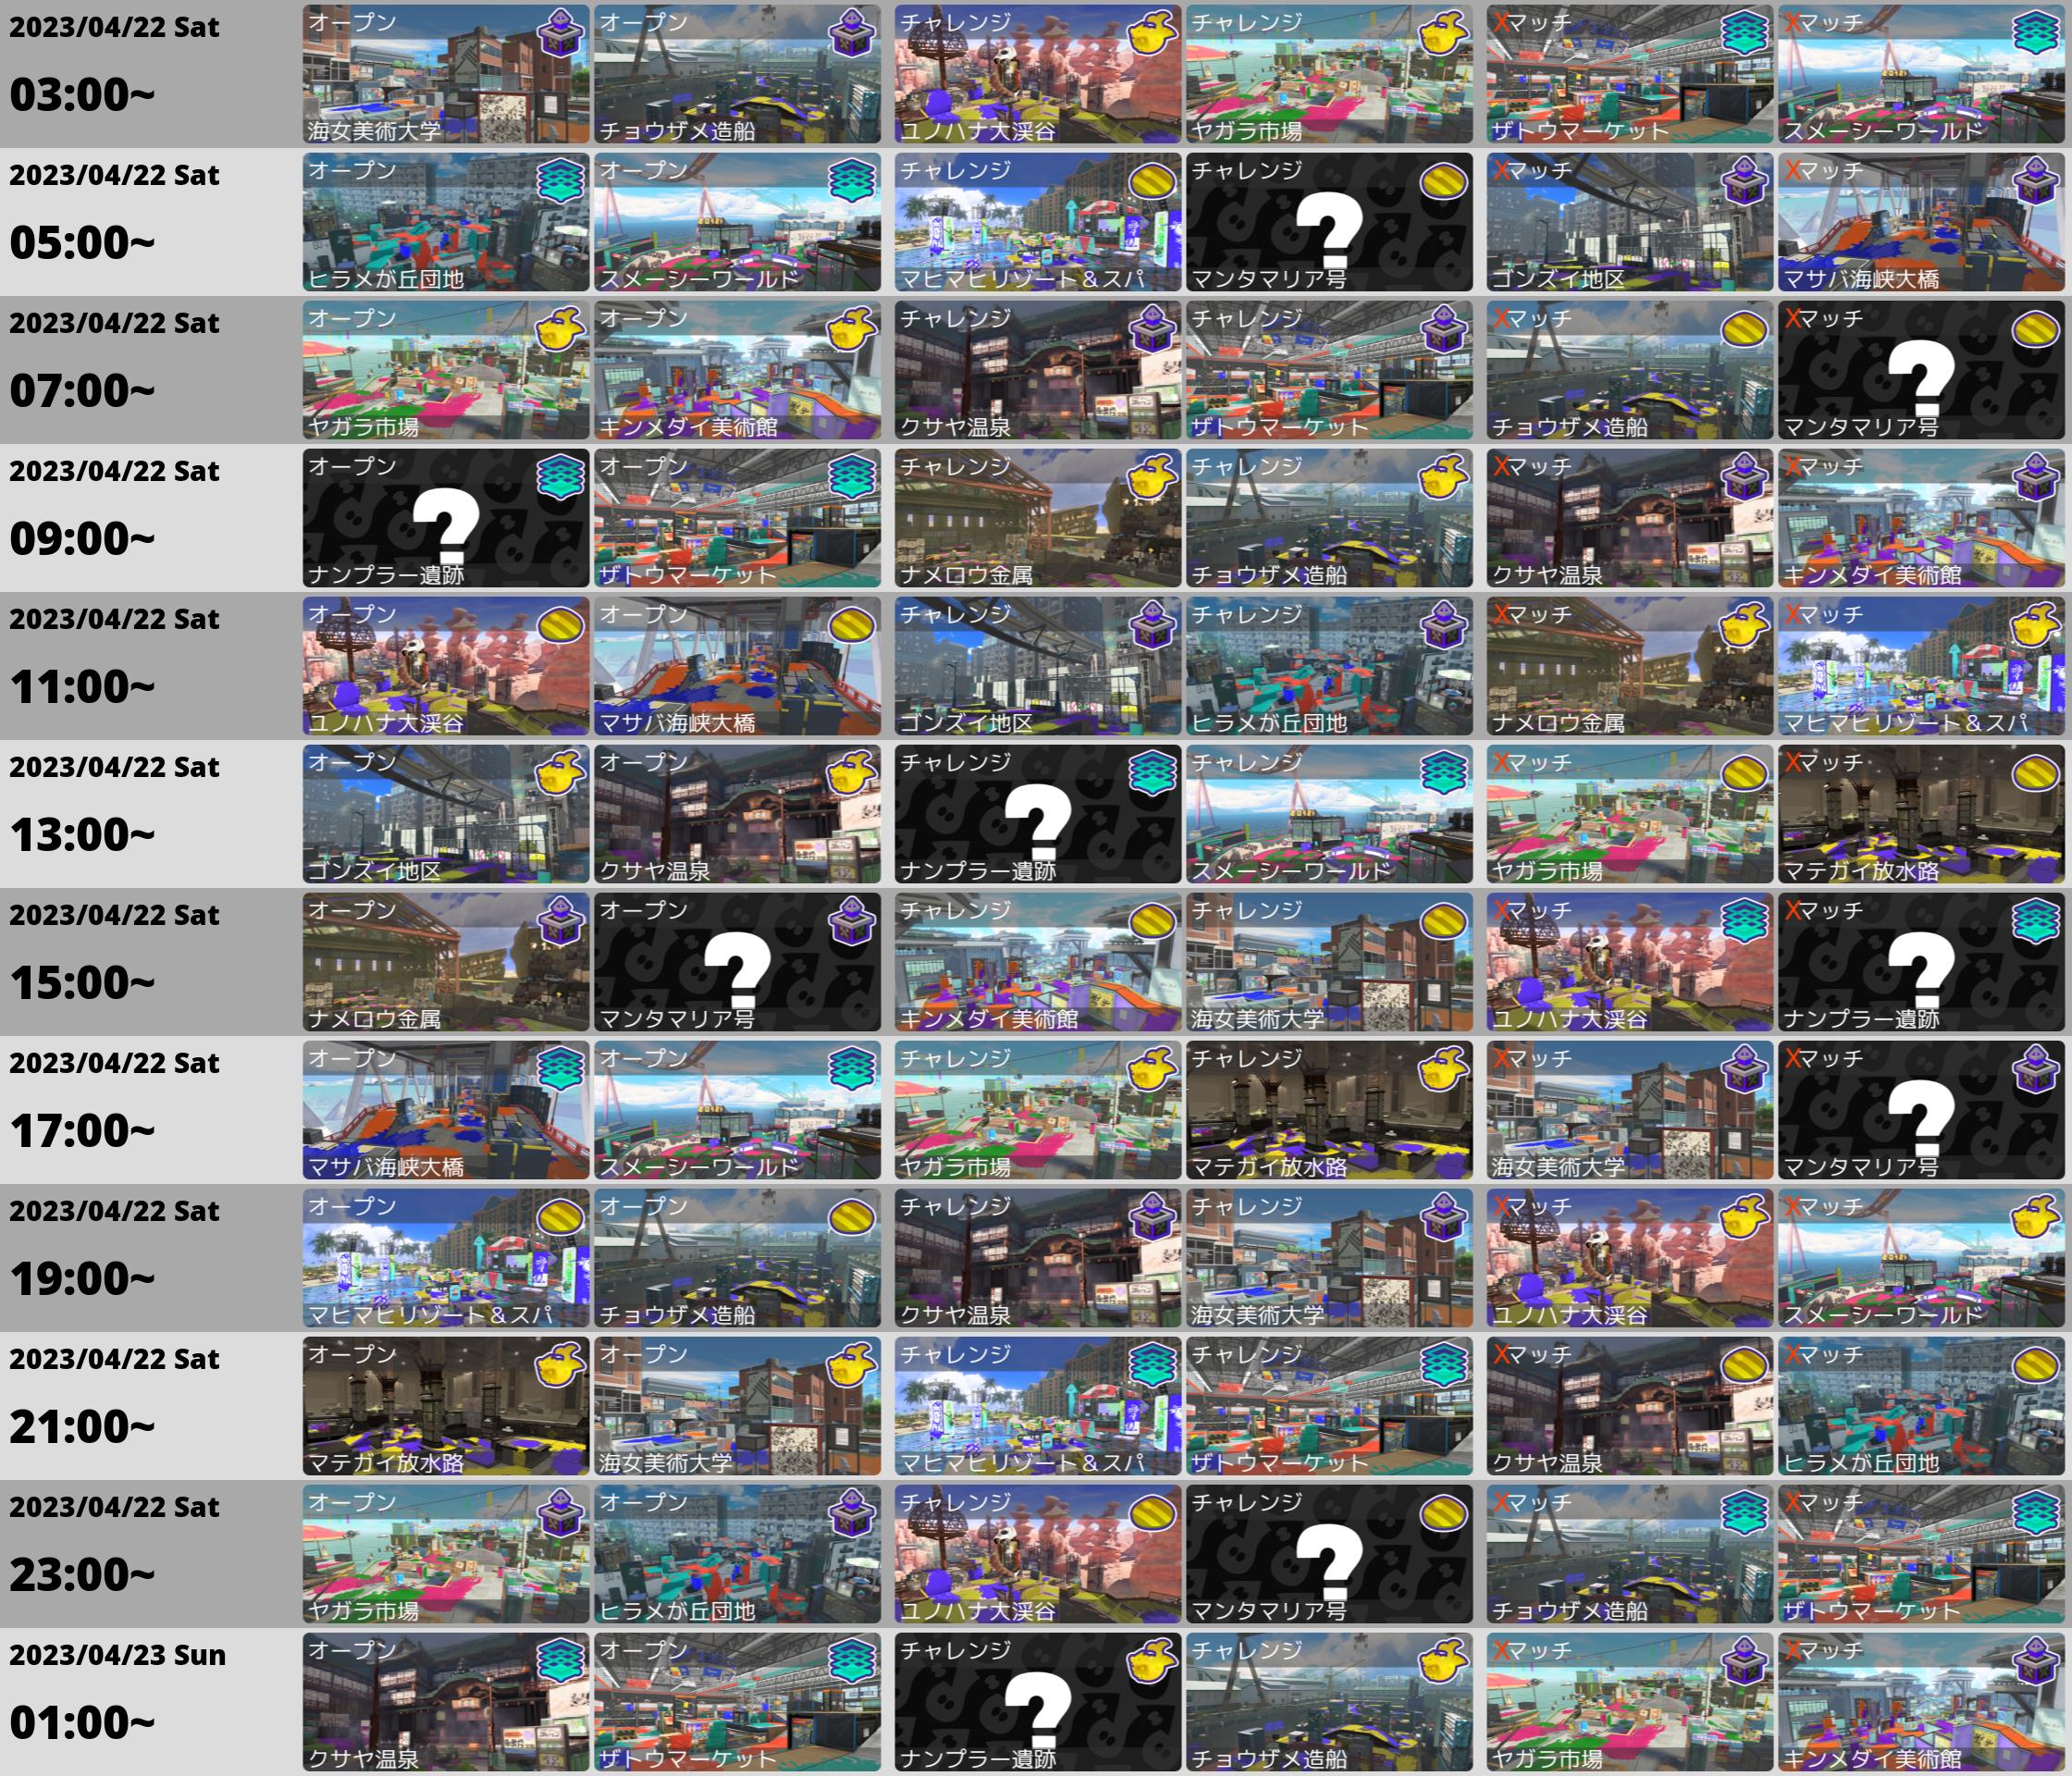 2023/04/22 Sat
03:00~
オープン
海女美術大学
オープン
チョウザメ造船
チャレンジ
ユノハナ大渓谷
チャレンジ
ヤガラ市場
Xマッチ
ザトウマーケット
Xマッチ
スメーシーワールド
2023/04/22 Sat
05:00~
オープン
ヒラメが丘団地
オープン
スメーシーワールド
チャレンジ
マヒマヒリゾート＆スパ
チャレンジ
マンタマリア号
Xマッチ
ゴンズイ地区
Xマッチ
マサバ海峡大橋
2023/04/22 Sat
07:00~
オープン
ヤガラ市場
オープン
キンメダイ美術館
チャレンジ
クサヤ温泉
チャレンジ
ザトウマーケット
Xマッチ
チョウザメ造船
Xマッチ
マンタマリア号
2023/04/22 Sat
09:00~
オープン
ナンプラー遺跡
オープン
ザトウマーケット
チャレンジ
ナメロウ金属
チャレンジ
チョウザメ造船
Xマッチ
クサヤ温泉
Xマッチ
キンメダイ美術館
2023/04/22 Sat
11:00~
オープン
ユノハナ大渓谷
オープン
マサバ海峡大橋
チャレンジ
ゴンズイ地区
チャレンジ
ヒラメが丘団地
Xマッチ
ナメロウ金属
Xマッチ
マヒマヒリゾート＆スパ
2023/04/22 Sat
13:00~
オープン
ゴンズイ地区
オープン
クサヤ温泉
チャレンジ
ナンプラー遺跡
チャレンジ
スメーシーワールド
Xマッチ
ヤガラ市場
Xマッチ
マテガイ放水路
2023/04/22 Sat
15:00~
オープン
ナメロウ金属
オープン
マンタマリア号
チャレンジ
キンメダイ美術館
チャレンジ
海女美術大学
Xマッチ
ユノハナ大渓谷
Xマッチ
ナンプラー遺跡
2023/04/22 Sat
17:00~
オープン
マサバ海峡大橋
オープン
スメーシーワールド
チャレンジ
ヤガラ市場
チャレンジ
マテガイ放水路
Xマッチ
海女美術大学
Xマッチ
マンタマリア号
2023/04/22 Sat
19:00~
オープン
マヒマヒリゾート＆スパ
オープン
チョウザメ造船
チャレンジ
クサヤ温泉
チャレンジ
海女美術大学
Xマッチ
ユノハナ大渓谷
Xマッチ
スメーシーワールド
2023/04/22 Sat
21:00~
オープン
マテガイ放水路
オープン
海女美術大学
チャレンジ
マヒマヒリゾート＆スパ
チャレンジ
ザトウマーケット
Xマッチ
クサヤ温泉
Xマッチ
ヒラメが丘団地
2023/04/22 Sat
23:00~
オープン
ヤガラ市場
オープン
ヒラメが丘団地
チャレンジ
ユノハナ大渓谷
チャレンジ
マンタマリア号
Xマッチ
チョウザメ造船
Xマッチ
ザトウマーケット
2023/04/23 Sun
01:00~
オープン
クサヤ温泉
オープン
ザトウマーケット
チャレンジ
ナンプラー遺跡
チャレンジ
チョウザメ造船
Xマッチ
ヤガラ市場
Xマッチ
キンメダイ美術館